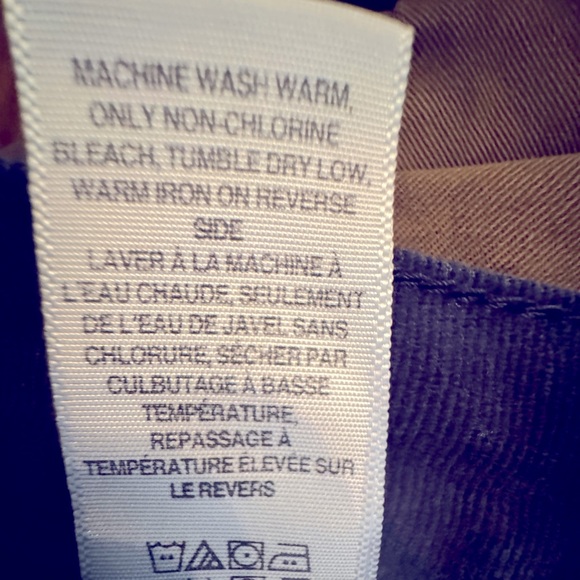 MACHINE WASH WARM,
ONLY NON-CHLORINE
BLEACH, TUMBLE DRY LOW,
WARM IRON ON REVERSE
SIDE
LAVER À LA MACHINE À
L'EAU CHAUDE, SEULEMENT
DE L'EAU DE JAVEL SANS
CHLORURE, SÉCHER PAR
CULBUTAGE À BASSE
TEMPÉRATURE,
REPASSAGE À
TEMPÉRATURE ÉLEVÉE SUR
LE REVERS